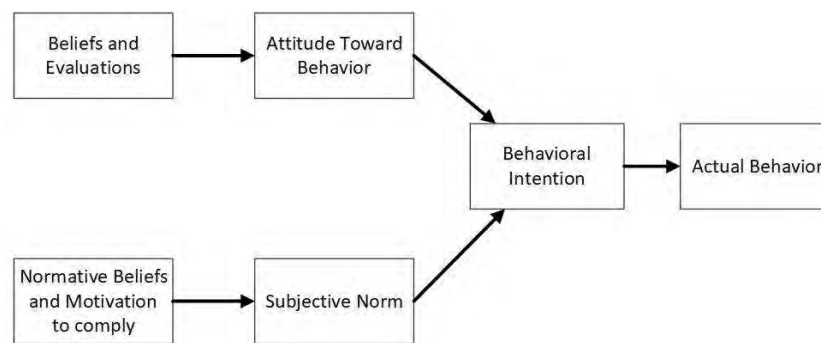 Beliefs and
Evaluations
Attitude Toward
Behavior
Behavioral
Intention
Actual Behavior
Normative Beliefs
and Motivation
to comply
Subjective Norm